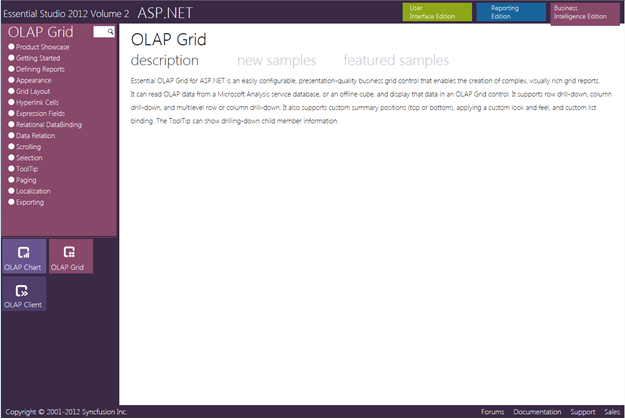 Essential Studio 2012 Volume 2 ASP.NET
User
Interface Edition
Reporting
Edition
Business
Intelligence Edition
OLAP Grid
Product Showcase
Getting Started
Defining Reports
Appearance
Grid Layout
Hyperlink Cells
Expression Fields
Relational DataBinding
Data Relation
Scrolling
Selection
ToolTip
Paging
Localization
Exporting
OLAP Chart
OLAP Grid
OLAP Client
OLAP Grid
description new samples featured samples
Essential OLAP Grid for ASP.NET is an easily configurable, presentation-quality business grid control that enables the creation of complex, visually rich grid reports.
It can read OLAP data from a Microsoft Analysis service database, or an offline cube, and display that data in an OLAP Grid control. It supports row drill-down, column
drill-down, and multilevel row or column drill-down. It also supports custom summary positions (top or bottom), applying a custom look and feel, and custom list
binding. The ToolTip can show drilling-down child member information.
Copyright © 2001-2012 Syncfusion Inc.
Forums Documentation Support Sales